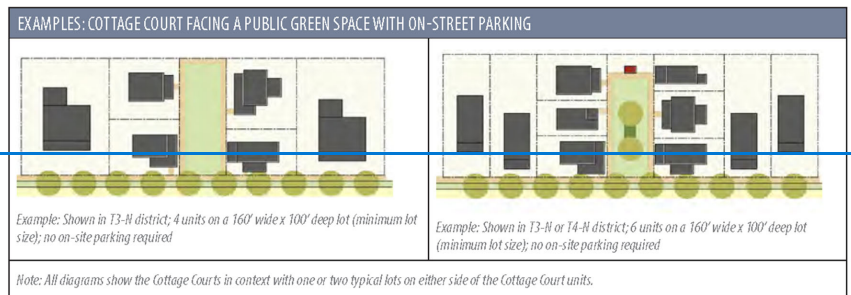 EXAMPLES: COTTAGE COURT FACING A PUBLIC GREEN SPACE WITH ON-STREET PARKING
Example: Shown in T3-N district; 4 units on a 160' wide x 100' deep lot (minimum lot
size); no on-site parking required
Example: Shown in T3-N or T4-N district; 6 units on a 160' wide x 100' deep lot
(minimum lot size); no on-site parking required
Note: All diagrams show the Cottage Courts in context with one or two typical lots on either side of the Cottage Court units.